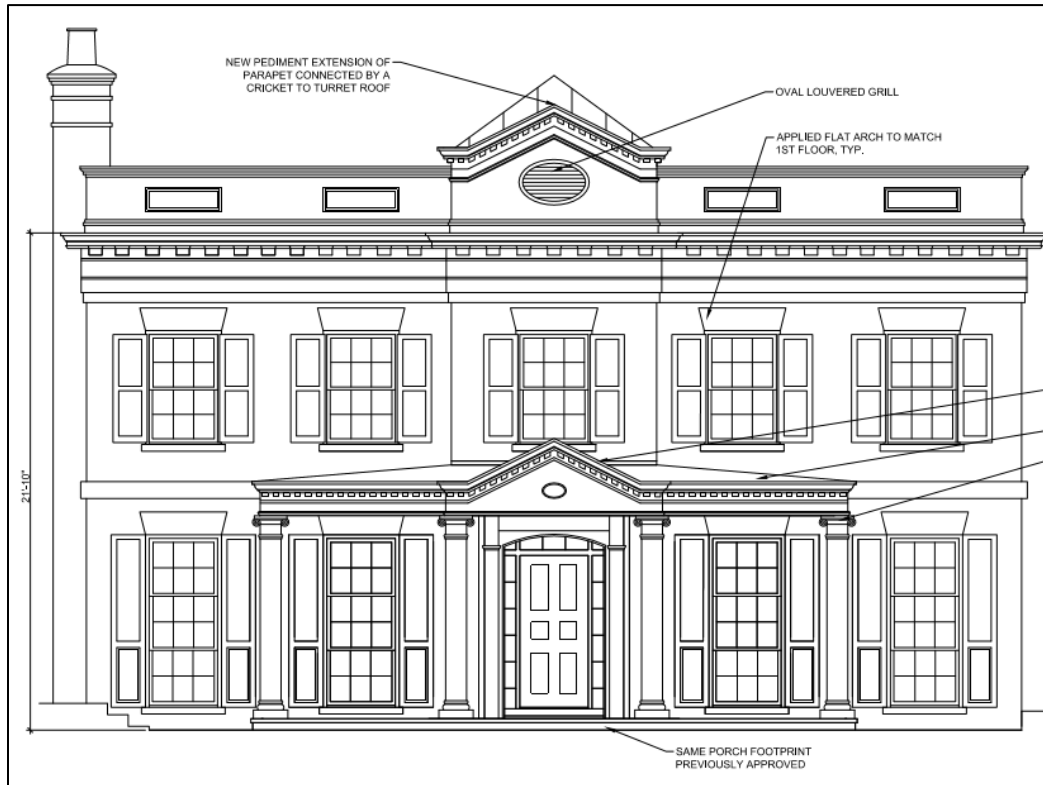 NEW PEDIMENT EXTENSION OF
PARAPET CONNECTED BY A
CRICKET TO TURRET ROOF
OVAL LOUVERED GRILL
APPLIED FLAT ARCH TO MATCH
1ST FLOOR, TYP.
21'-10"
SAME PORCH FOOTPRINT
PREVIOUSLY APPROVED